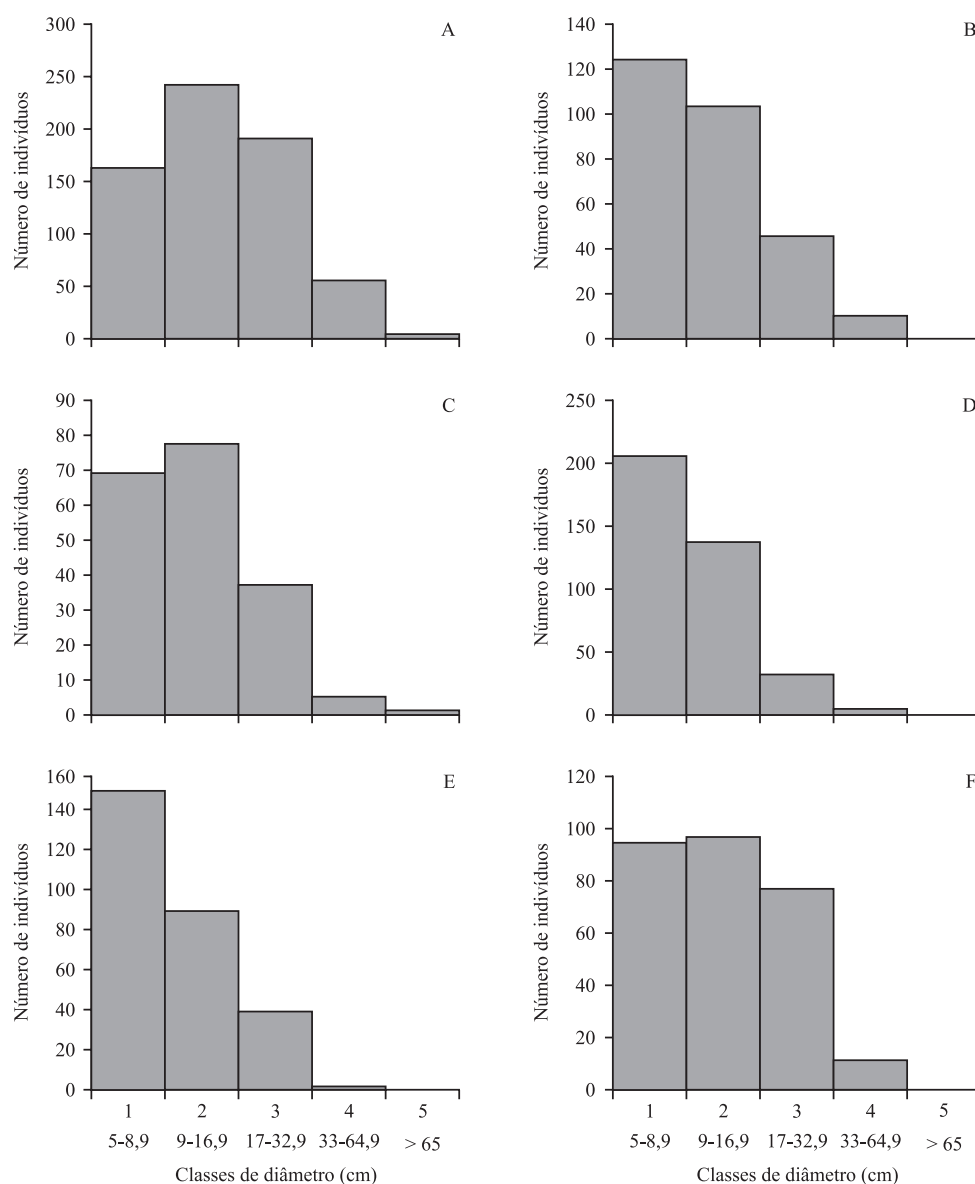 A
Número de indivíduos
300
250
200
150
100
50
0
B
Número de indivíduos
140
120
100
80
60
40
20
0
C
Número de indivíduos
90
80
70
60
50
40
30
20
10
0
D
Número de indivíduos
250
200
150
100
50
0
E
Número de indivíduos
160
140
120
100
80
60
40
20
0
1 2 3 4 5
5-8,9 9-16,9 17-32,9 33-64,9 > 65
Classes de diâmetro (cm)
F
Número de indivíduos
120
100
80
60
40
20
0
1 2 3 4 5
5-8,9 9-16,9 17-32,9 33-64,9 > 65
Classes de diâmetro (cm)